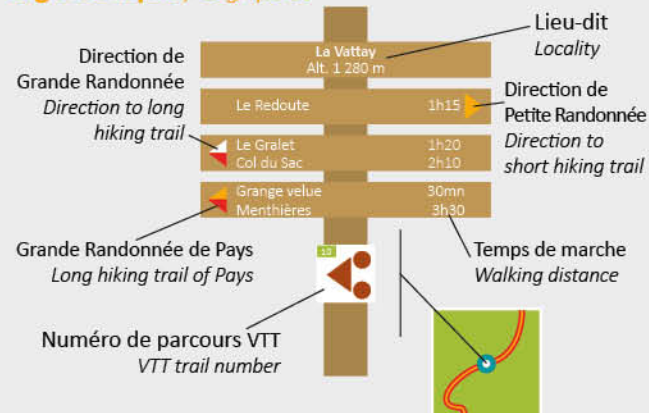 Lieu-dit
Locality
La Vattay
Alt. 1 280 m
Direction de
Grande Randonnée
Direction to long
hiking trail
Le Redoute 1h15
Direction de
Petite Randonnée
Direction to
short hiking trail
Le Gralet 1h20
Col du Sac 2h10
Grange velue 30mn
Menthières 3h30
Grande Randonnée de Pays
Long hiking trail of Pays
Temps de marche
Walking distance
10
Numéro de parcours VTT
VTT trail number